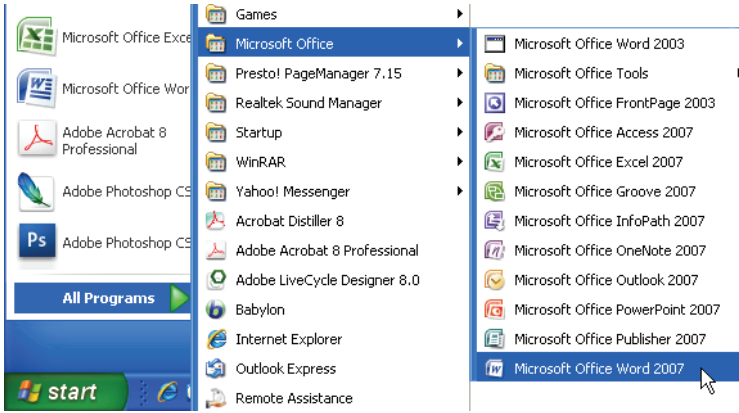 Microsoft Office Exce
Microsoft Office Wor
Adobe Acrobat 8
Professional
Adobe Photoshop CS
Ps
Adobe Photoshop CS
All Programs
start
Games
Microsoft Office
Presto! PageManager 7.15
Realtek Sound Manager
Startup
WinRAR
Yahoo! Messenger
Acrobat Distiller 8
Adobe Acrobat 8 Professional
Adobe LiveCycle Designer 8.0
Babylon
Internet Explorer
Outlook Express
Remote Assistance
Microsoft Office Word 2003
Microsoft Office Tools
Microsoft Office FrontPage 2003
Microsoft Office Access 2007
Microsoft Office Excel 2007
Microsoft Office Groove 2007
Microsoft Office InfoPath 2007
Microsoft Office OneNote 2007
Microsoft Office Outlook 2007
Microsoft Office PowerPoint 2007
Microsoft Office Publisher 2007
Microsoft Office Word 2007